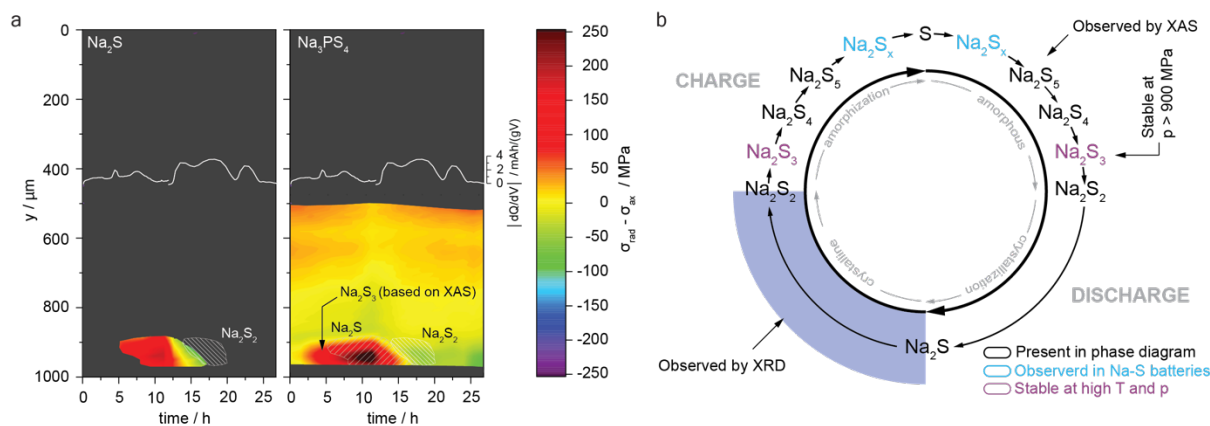 a
Na₂S
Na₃PS₄
0
200
400
600
800
1000
y / µm
4
2
0
|dQ/dV| / mAh/(gV)
Na₂S₃ (based on XAS)
Na₂S
Na₂S₂
Na₂S₂
0 5 10 15 20 25
0 5 10 15 20 25
time / h
time / h
250
200
150
100
50
0
-50
-100
-150
-200
-250
σrad - σax / MPa
b
Na₂Sₓ
S
Na₂Sₓ
Observed by XAS
CHARGE
Na₂S₅
Na₂S₅
Na₂S₄
Na₂S₄
amorphization
amorphous
Stable at
p > 900 MPa
Na₂S₃
Na₂S₃
Na₂S₂
Na₂S₂
crystalline
crystallization
DISCHARGE
Na₂S
Observed by XRD
Present in phase diagram
Observerd in Na-S batteries
Stable at high T and p